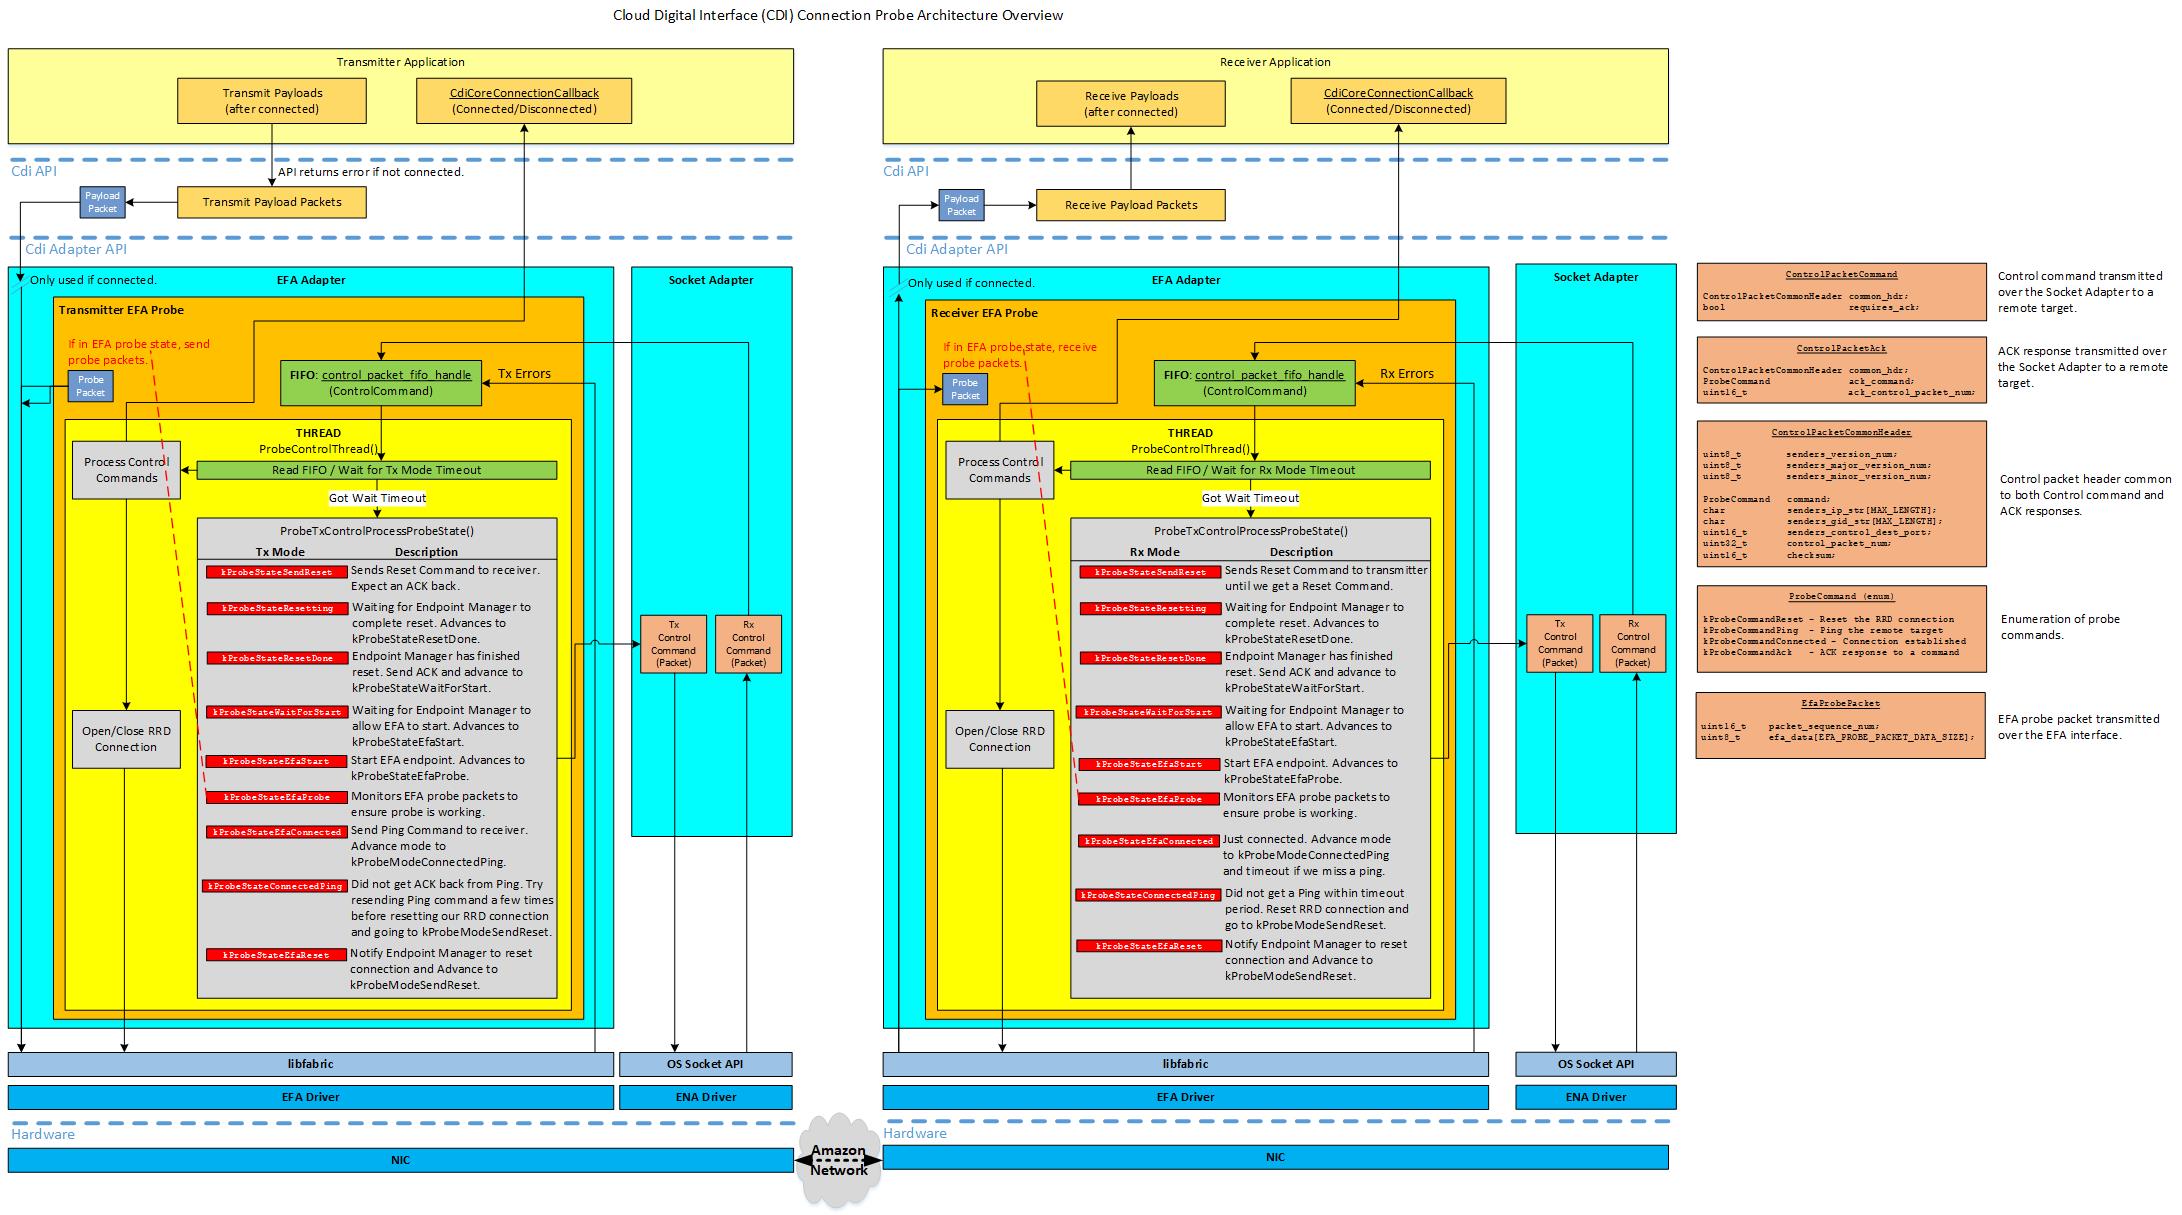 Cloud Digital Interface (CDI) Connection Probe Architecture Overview
Transmitter Application
Transmit Payloads
(after connected)
CdiCoreConnectionCallback
(Connected/Disconnected)
Cdi API
API returns error if not connected.
Payload
Packet
Transmit Payload Packets
Cdi Adapter API
Only used if connected.
EFA Adapter
Transmitter EFA Probe
If in EFA probe state, send
probe packets.
Probe
Packet
FIFO: control_packet_fifo_handle
(ControlCommand)
Tx Errors
THREAD
ProbeControlThread()
Process Control
Commands
Read FIFO / Wait for Tx Mode Timeout
Got Wait Timeout
ProbeTxControlProcessProbeState()
Tx Mode Description
kProbeStateSendReset Sends Reset Command to receiver.
Expect an ACK back.
kProbeStateResetting Waiting for Endpoint Manager to
complete reset. Advances to
kProbeStateResetDone.
kProbeStateResetDone Endpoint Manager has finished
reset. Send ACK and advance to
kProbeStateWaitForStart.
kProbeStateWaitForStart Waiting for Endpoint Manager to
allow EFA to start. Advances to
kProbeStateEfaStart.
kProbeStateEfaStart Start EFA endpoint. Advances to
kProbeStateEfaProbe.
kProbeStateEfaProbe Monitors EFA probe packets to
ensure probe is working.
kProbeStateEfaConnected Send Ping Command to receiver.
Advance mode to
kProbeModeConnectedPing.
kProbeStateConnectedPing Did not get ACK back from Ping. Try
resending Ping command a few times
before resetting our RRD connection
and going to kProbeModeSendReset.
kProbeStateEfaReset Notify Endpoint Manager to reset
connection and Advance to
kProbeModeSendReset.
Open/Close RRD
Connection
Socket Adapter
Tx
Control
Command
(Packet)
Rx
Control
Command
(Packet)
libfabric
OS Socket API
EFA Driver
ENA Driver
Hardware
NIC
Amazon
Network
Receiver Application
Receive Payloads
(after connected)
CdiCoreConnectionCallback
(Connected/Disconnected)
Cdi API
Payload
Packet
Receive Payload Packets
Cdi Adapter API
Only used if connected.
EFA Adapter
Receiver EFA Probe
If in EFA probe state, receive
probe packets.
Probe
Packet
FIFO: control_packet_fifo_handle
(ControlCommand)
Rx Errors
THREAD
ProbeControlThread()
Process Control
Commands
Read FIFO / Wait for Rx Mode TImeout
Got Wait Timeout
ProbeTxControlProcessProbeState()
Rx Mode Description
kProbeStateSendReset Sends Reset Command to transmitter
until we get a Reset Command.
kProbeStateResetting Waiting for Endpoint Manager to
complete reset. Advances to
kProbeStateResetDone.
kProbeStateResetDone Endpoint Manager has finished
reset. Send ACK and advance to
kProbeStateWaitForStart.
kProbeStateWaitForStart Waiting for Endpoint Manager to
allow EFA to start. Advances to
kProbeStateEfaStart.
kProbeStateEfaStart Start EFA endpoint. Advances to
kProbeStateEfaProbe.
kProbeStateEfaProbe Monitors EFA probe packets to
ensure probe is working.
kProbeStateEfaConnected Just connected. Advance mode
to kProbeModeConnectedPing
and timeout if we miss a ping.
kProbeStateConnectedPing Did not get a Ping within timeout
period. Reset RRD connection and
go to kProbeModeSendReset.
kProbeStateEfaReset Notify Endpoint Manager to reset
connection and Advance to
kProbeModeSendReset.
Open/Close RRD
Connection
Socket Adapter
Tx
Control
Command
(Packet)
Rx
Control
Command
(Packet)
libfabric
OS Socket API
EFA Driver
ENA Driver
Hardware
NIC
ControlPacketCommand
ControlPacketCommonHeader common_hdr;
bool requires_ack;
Control command transmitted
over the Socket Adapter to a
remote target.
ControlPacketAck
ControlPacketCommonHeader common_hdr;
ProbeCommand ack_command;
uint16_t ack_control_packet_num;
ACK response transmitted over
the Socket Adapter to a remote
target.
ControlPacketCommonHeader
uint8_t senders_version_num;
uint8_t senders_major_version_num;
uint8_t senders_minor_version_num;
ProbeCommand command;
char senders_ip_str[MAX_LENGTH];
char senders_gid_str[MAX_LENGTH];
uint16_t senders_control_dest_port;
uint32_t control_packet_num;
uint16_t checksum;
Control packet header common
to both Control command and
ACK responses.
ProbeCommand (enum)
kProbeCommandReset - Reset the RRD connection
kProbeCommandPing - Ping the remote target
kProbeCommandConnected - Connection established
kProbeCommandAck - ACK response to a command
Enumeration of probe
commands.
EfaProbePacket
uint16_t packet_sequence_num;
uint8_t efa_data[EFA_PROBE_PACKET_DATA_SIZE];
EFA probe packet transmitted
over the EFA interface.